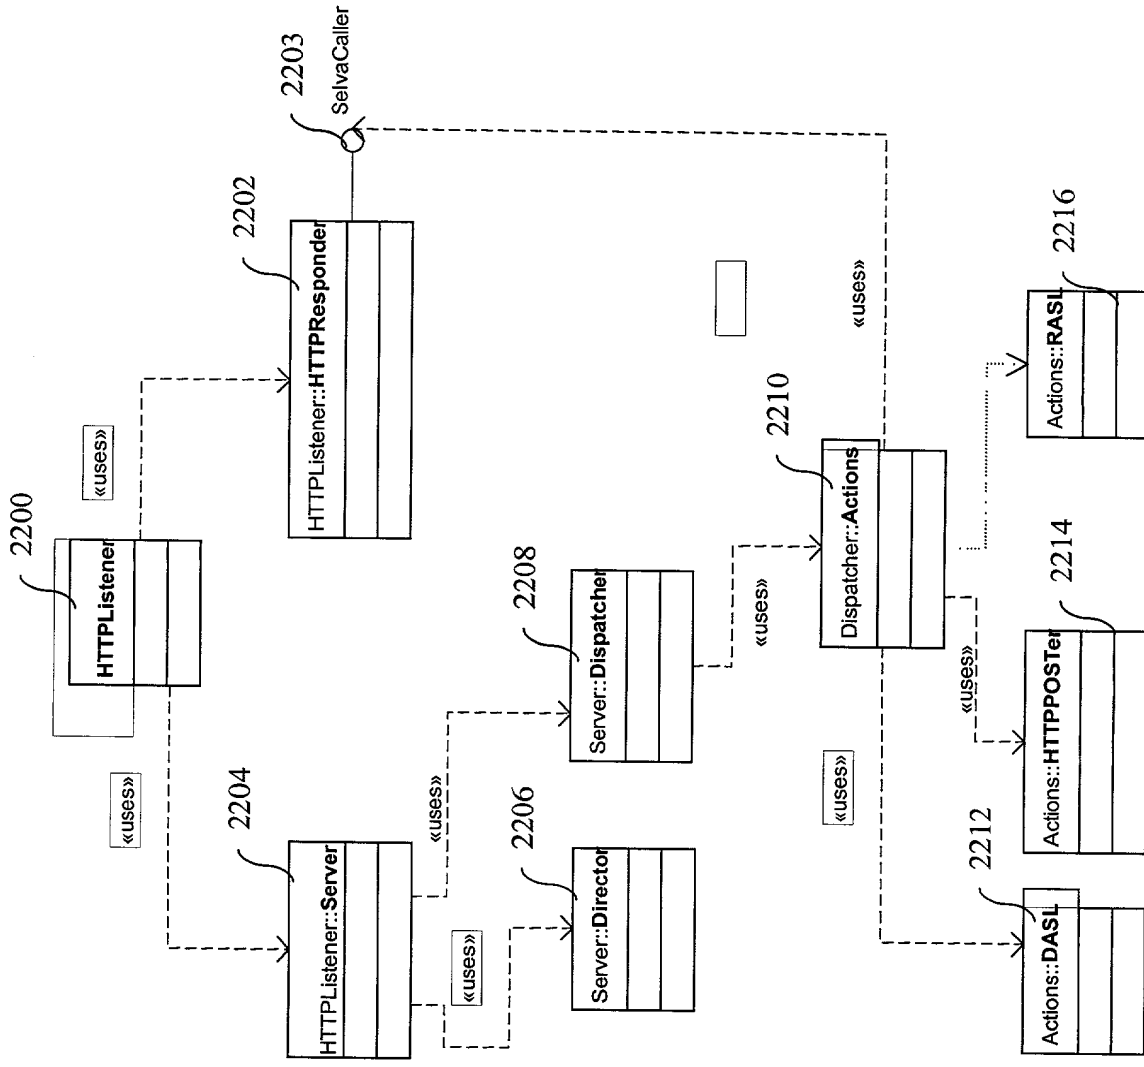 2200
HTTPListener
«uses»
«uses»
2204
HTTPListener::Server
2202
HTTPListener::HTTPResponder
2203
SelvaCaller
«uses»
«uses»
2206
Server::Director
2208
Server::Dispatcher
«uses»
2210
Dispatcher::Actions
«uses»
«uses»
«uses»
2212
Actions::DASL
2214
Actions::HTTPPOSTer
2216
Actions::RASL